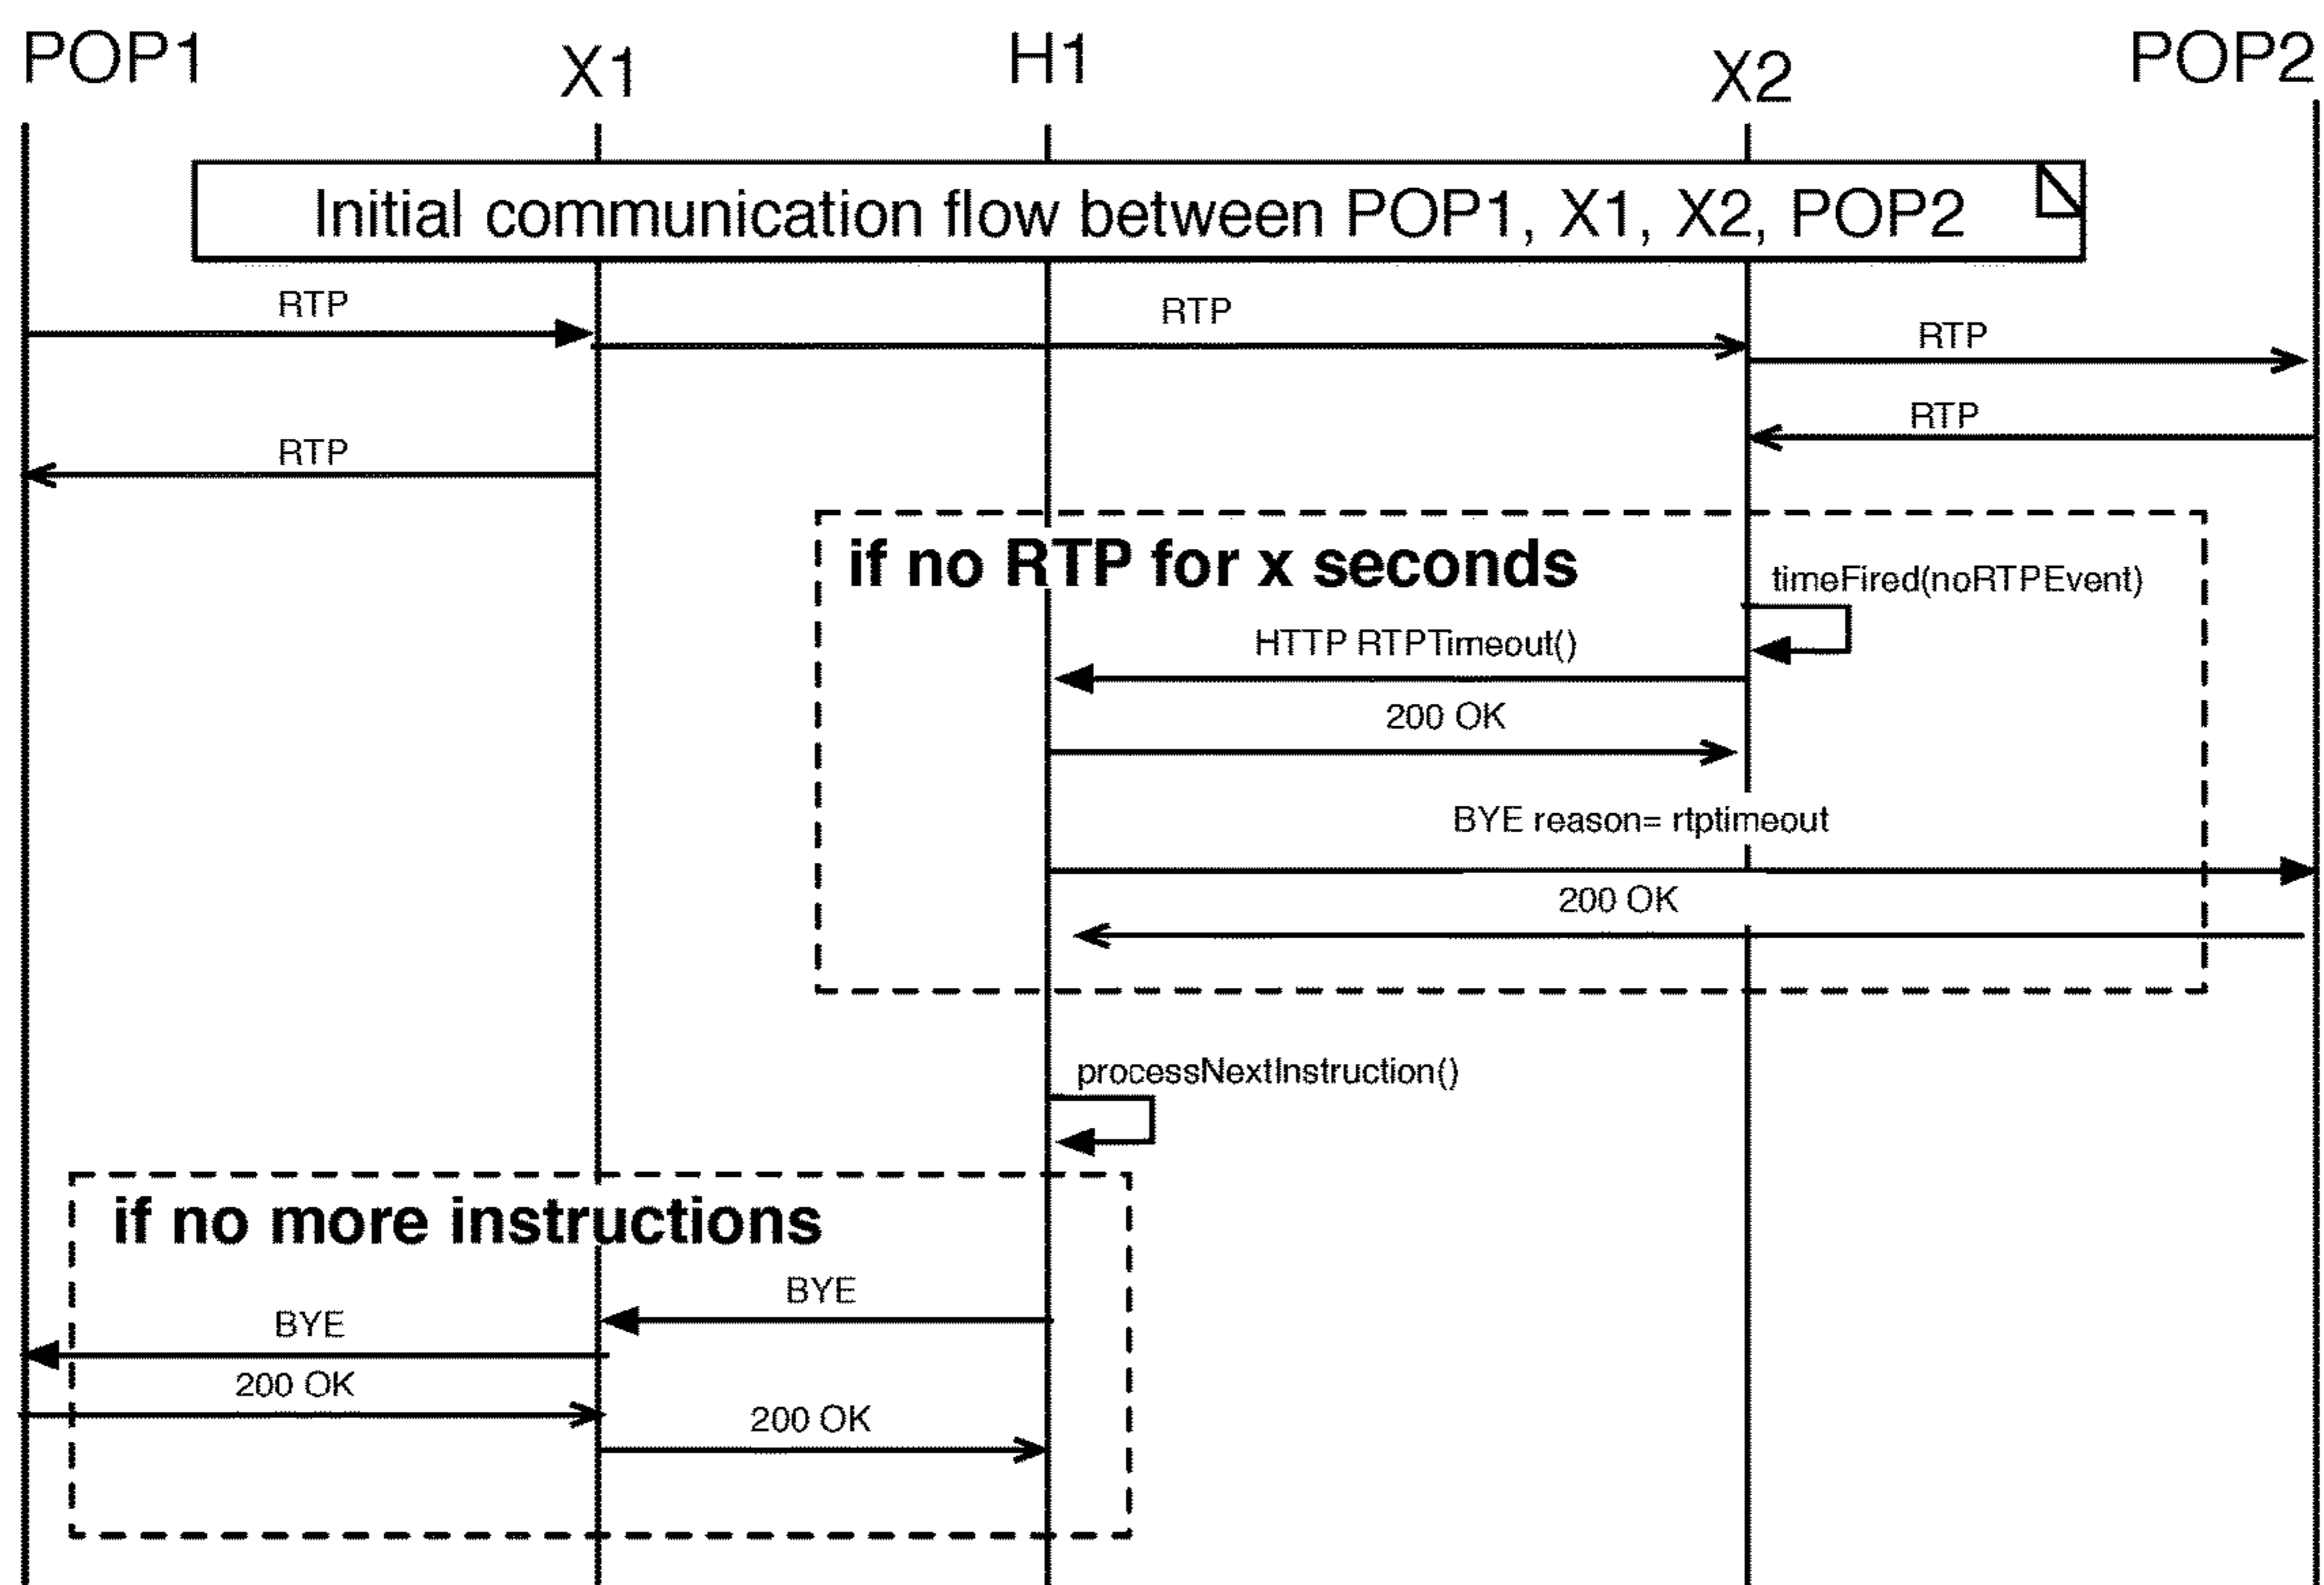 POP1
X1
H1
X2
POP2
Initial communication flow between POP1, X1, X2, POP2
RTP
RTP
RTP
RTP
RTP
if no RTP for x seconds
timeFired(noRTPEvent)
HTTP RTPTimeout()
200 OK
BYE reason= rtptimeout
200 OK
processNextInstruction()
if no more instructions
BYE
BYE
200 OK
200 OK